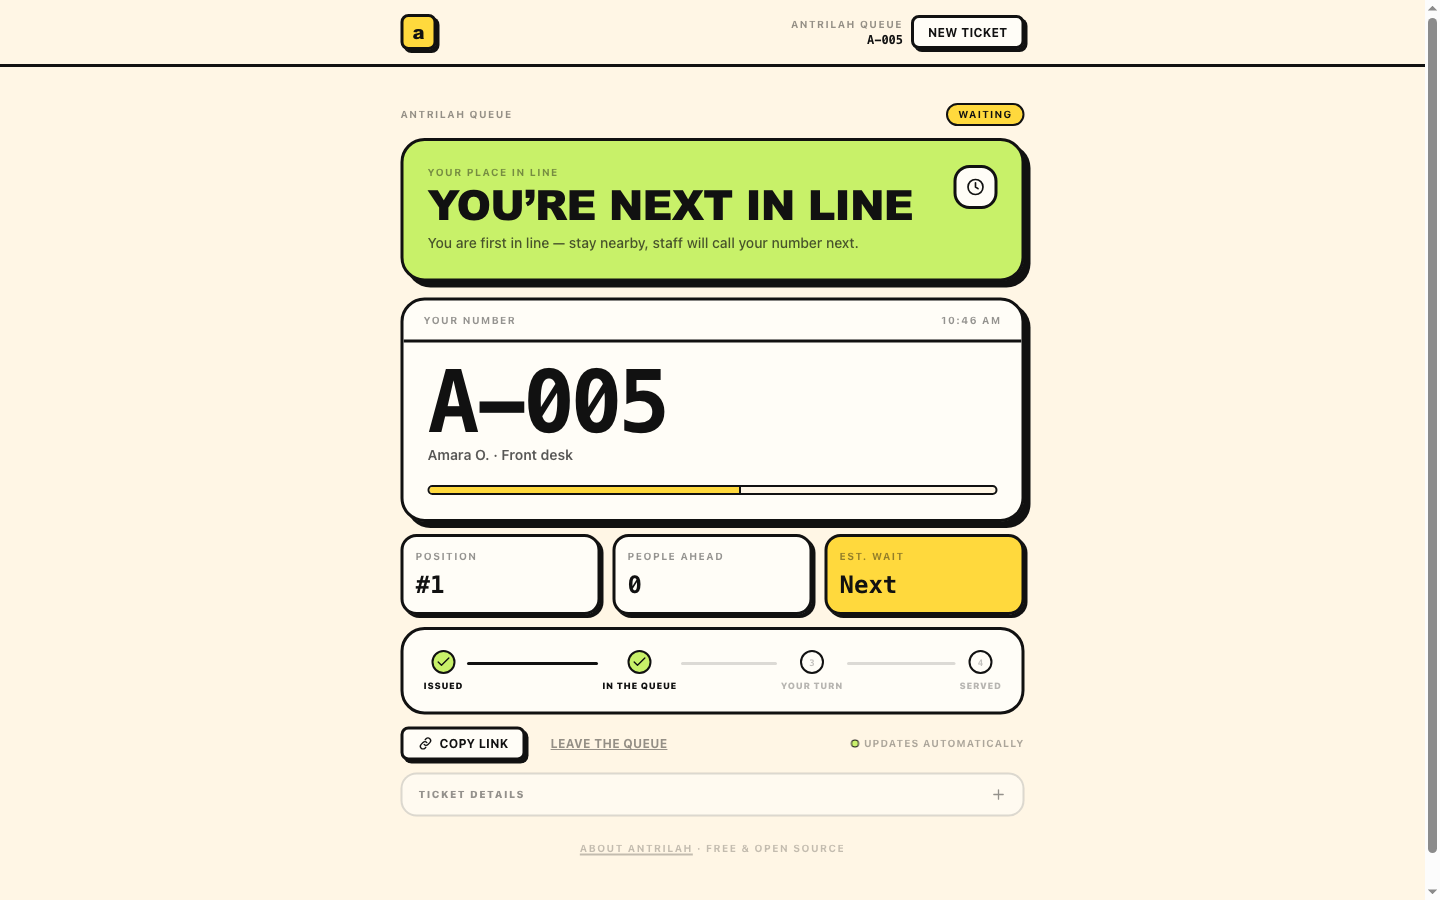 a
ANTRILAH QUEUE
A–005
NEW TICKET
ANTRILAH QUEUE
WAITING
YOUR PLACE IN LINE
YOU’RE NEXT IN LINE
You are first in line — stay nearby, staff will call your number next.
YOUR NUMBER
10:46 AM
A–005
Amara O. · Front desk
POSITION
#1
PEOPLE AHEAD
0
EST. WAIT
Next
3
4
ISSUED
IN THE QUEUE
YOUR TURN
SERVED
COPY LINK
LEAVE THE QUEUE
UPDATES AUTOMATICALLY
TICKET DETAILS
ABOUT ANTRILAH · FREE & OPEN SOURCE